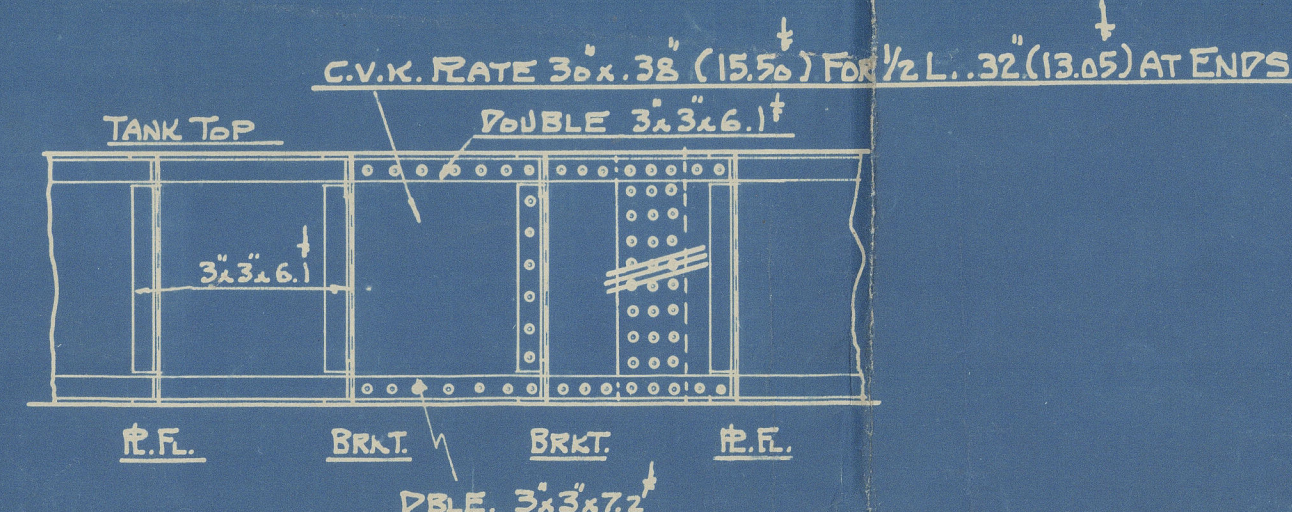 C.V.K. PLATE 30"x.38" (15.50#) FOR 1/2 L..32"(13.05#) AT ENDS
TANK TOP
DOUBLE 3"x3"x6.1#
3"x3"x6.1#
PL.FL.
BRKT.
BRKT.
PL.FL.
DBLE. 3"x3"x7.2#